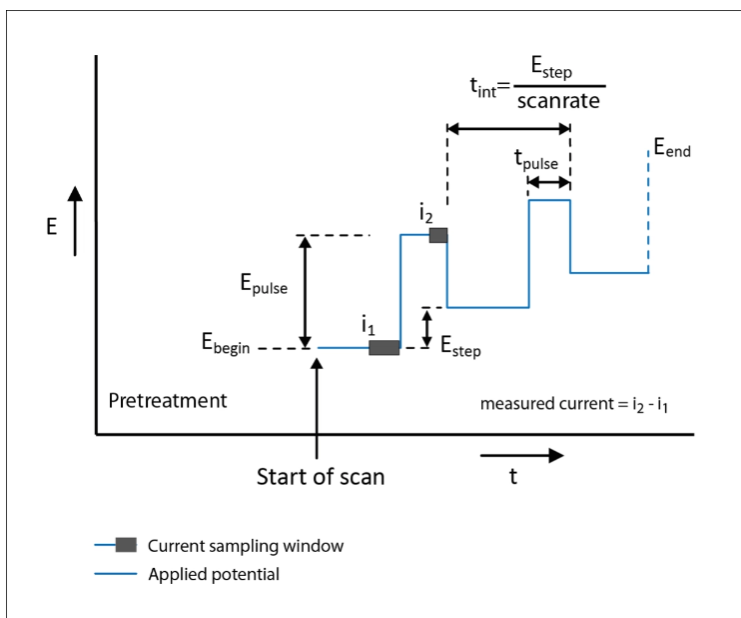 t_int = E_step / scanrate
E_end
t_pulse
E
i_2
E_pulse
i_1
E_begin
E_step
Pretreatment
measured current = i_2 - i_1
Start of scan
t
Current sampling window
Applied potential